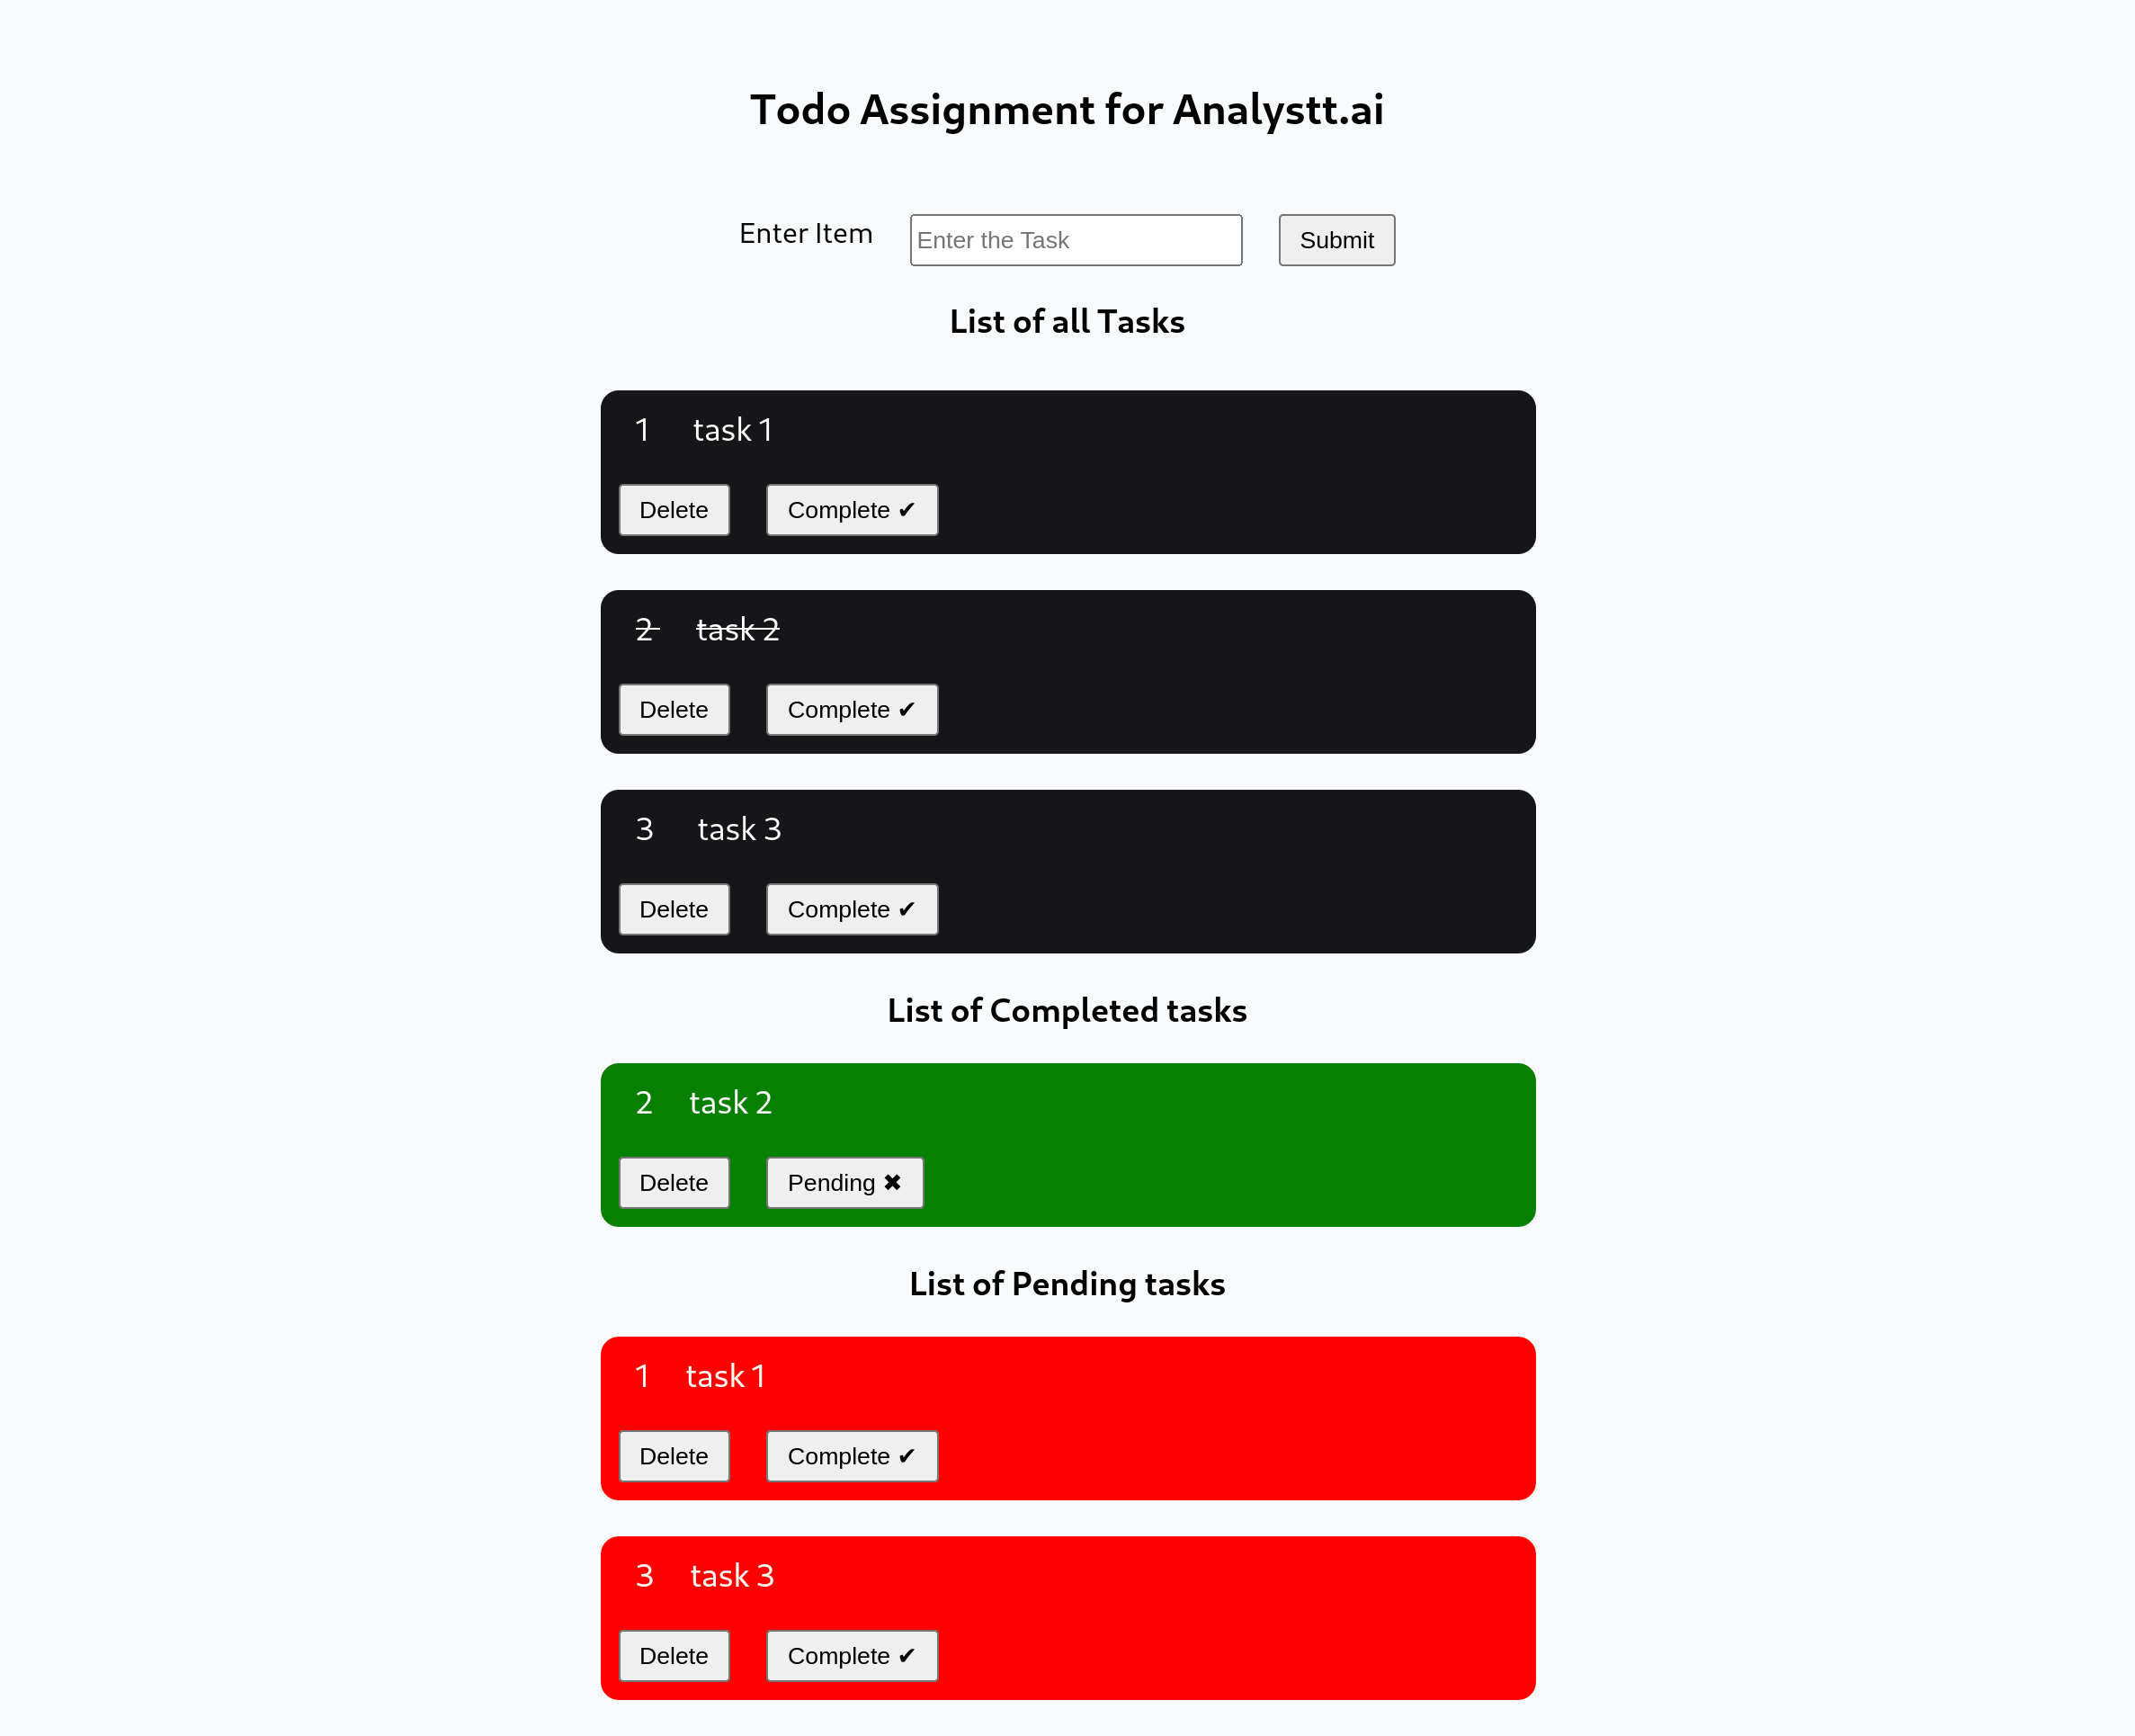 Todo Assignment for Analystt.ai
Enter Item Enter the Task Submit
List of all Tasks
1 task 1
Delete Complete ✔
2 task 2
Delete Complete ✔
3 task 3
Delete Complete ✔
List of Completed tasks
2 task 2
Delete Pending ✖
List of Pending tasks
1 task 1
Delete Complete ✔
3 task 3
Delete Complete ✔